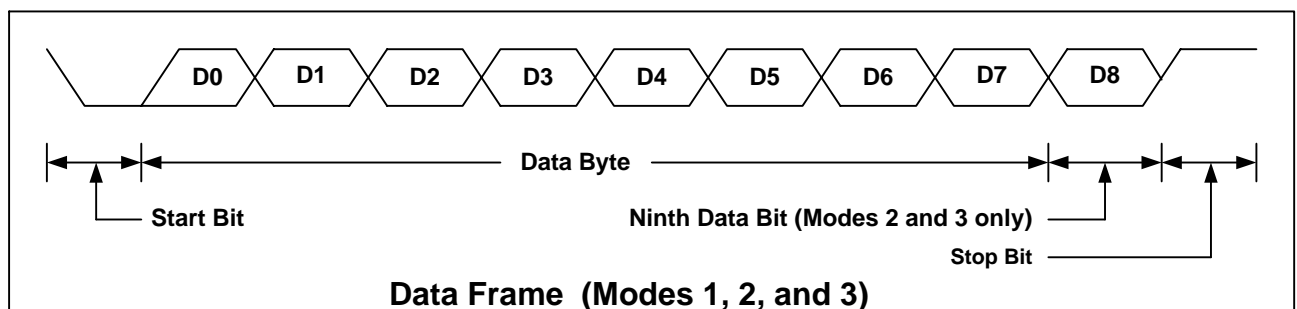 D0 D1 D2 D3 D4 D5 D6 D7 D8
Data Byte
Start Bit
Ninth Data Bit (Modes 2 and 3 only)
Stop Bit
Data Frame (Modes 1, 2, and 3)